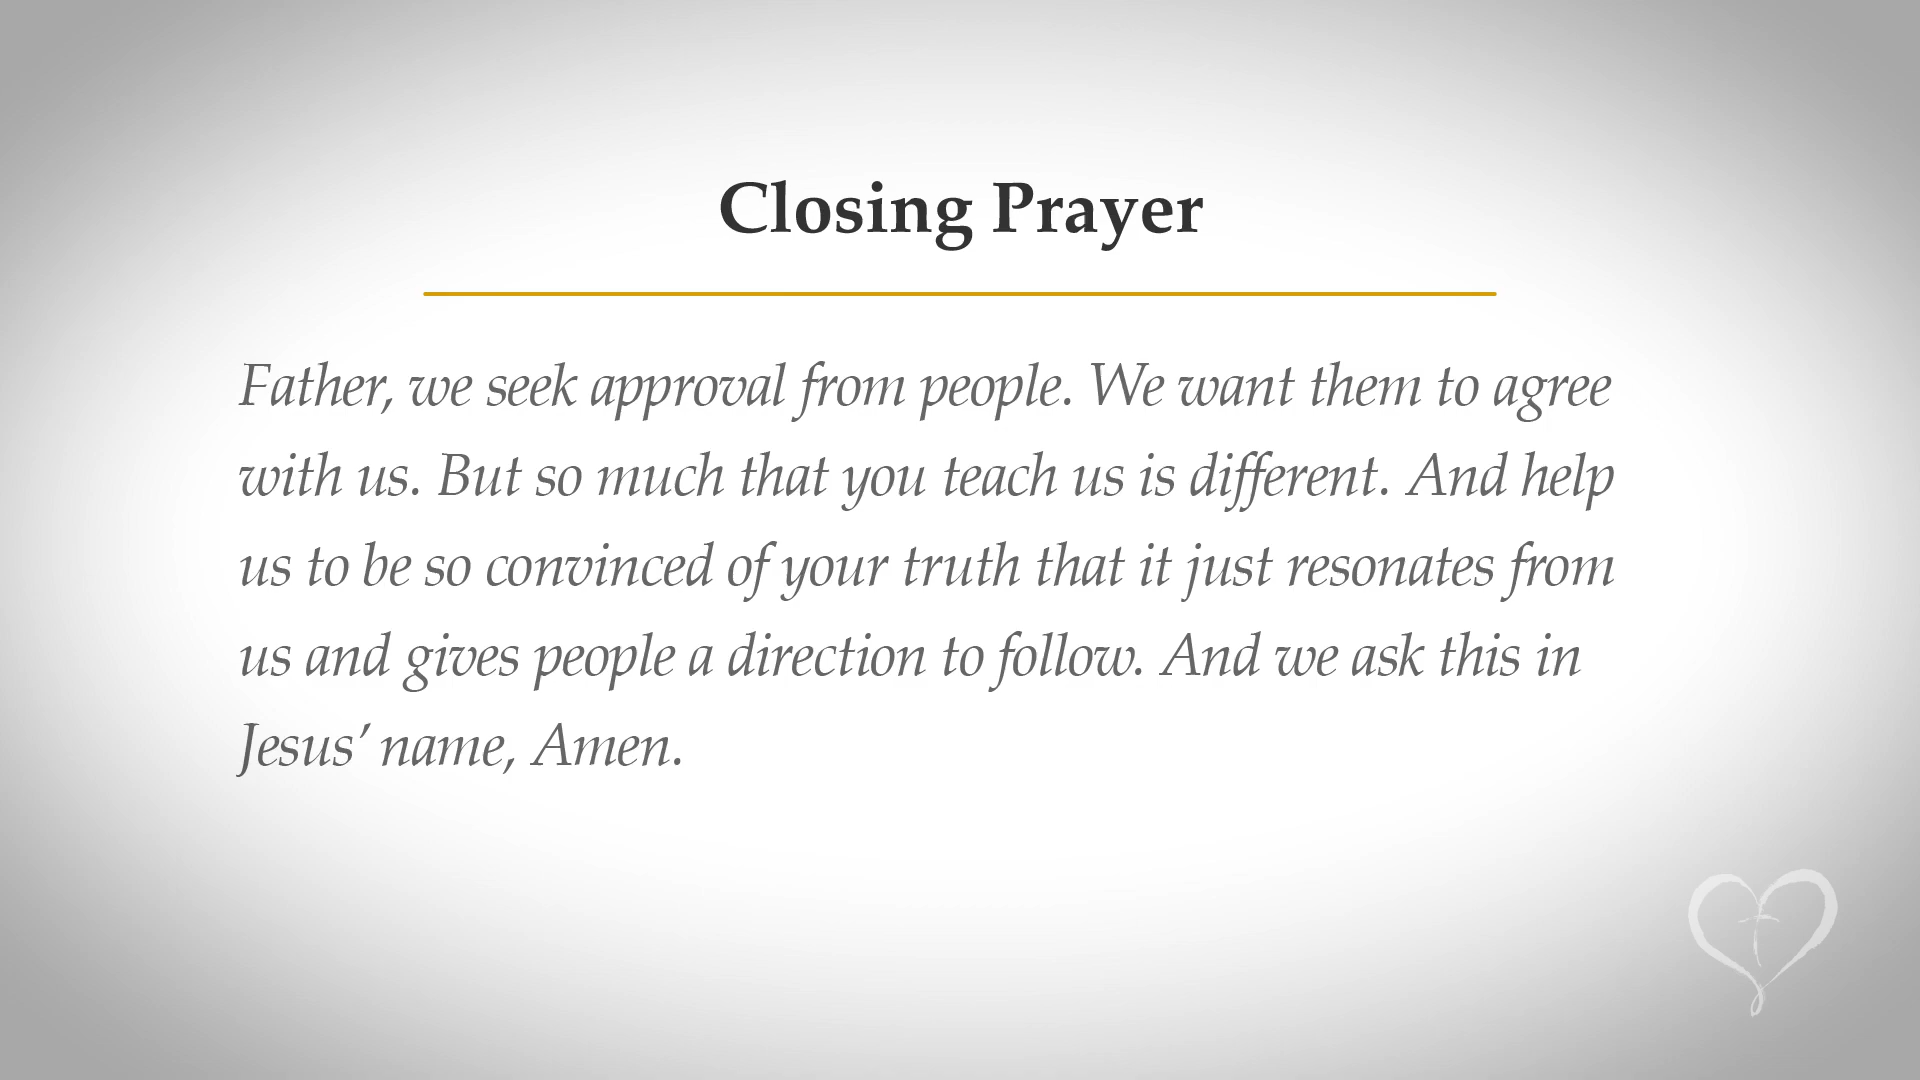 Closing Prayer
Father, we seek approval from people. We want them to agree
with us. But so much that you teach us is different. And help
us to be so convinced of your truth that it just resonates from
us and gives people a direction to follow. And we ask this in
Jesus’ name, Amen.